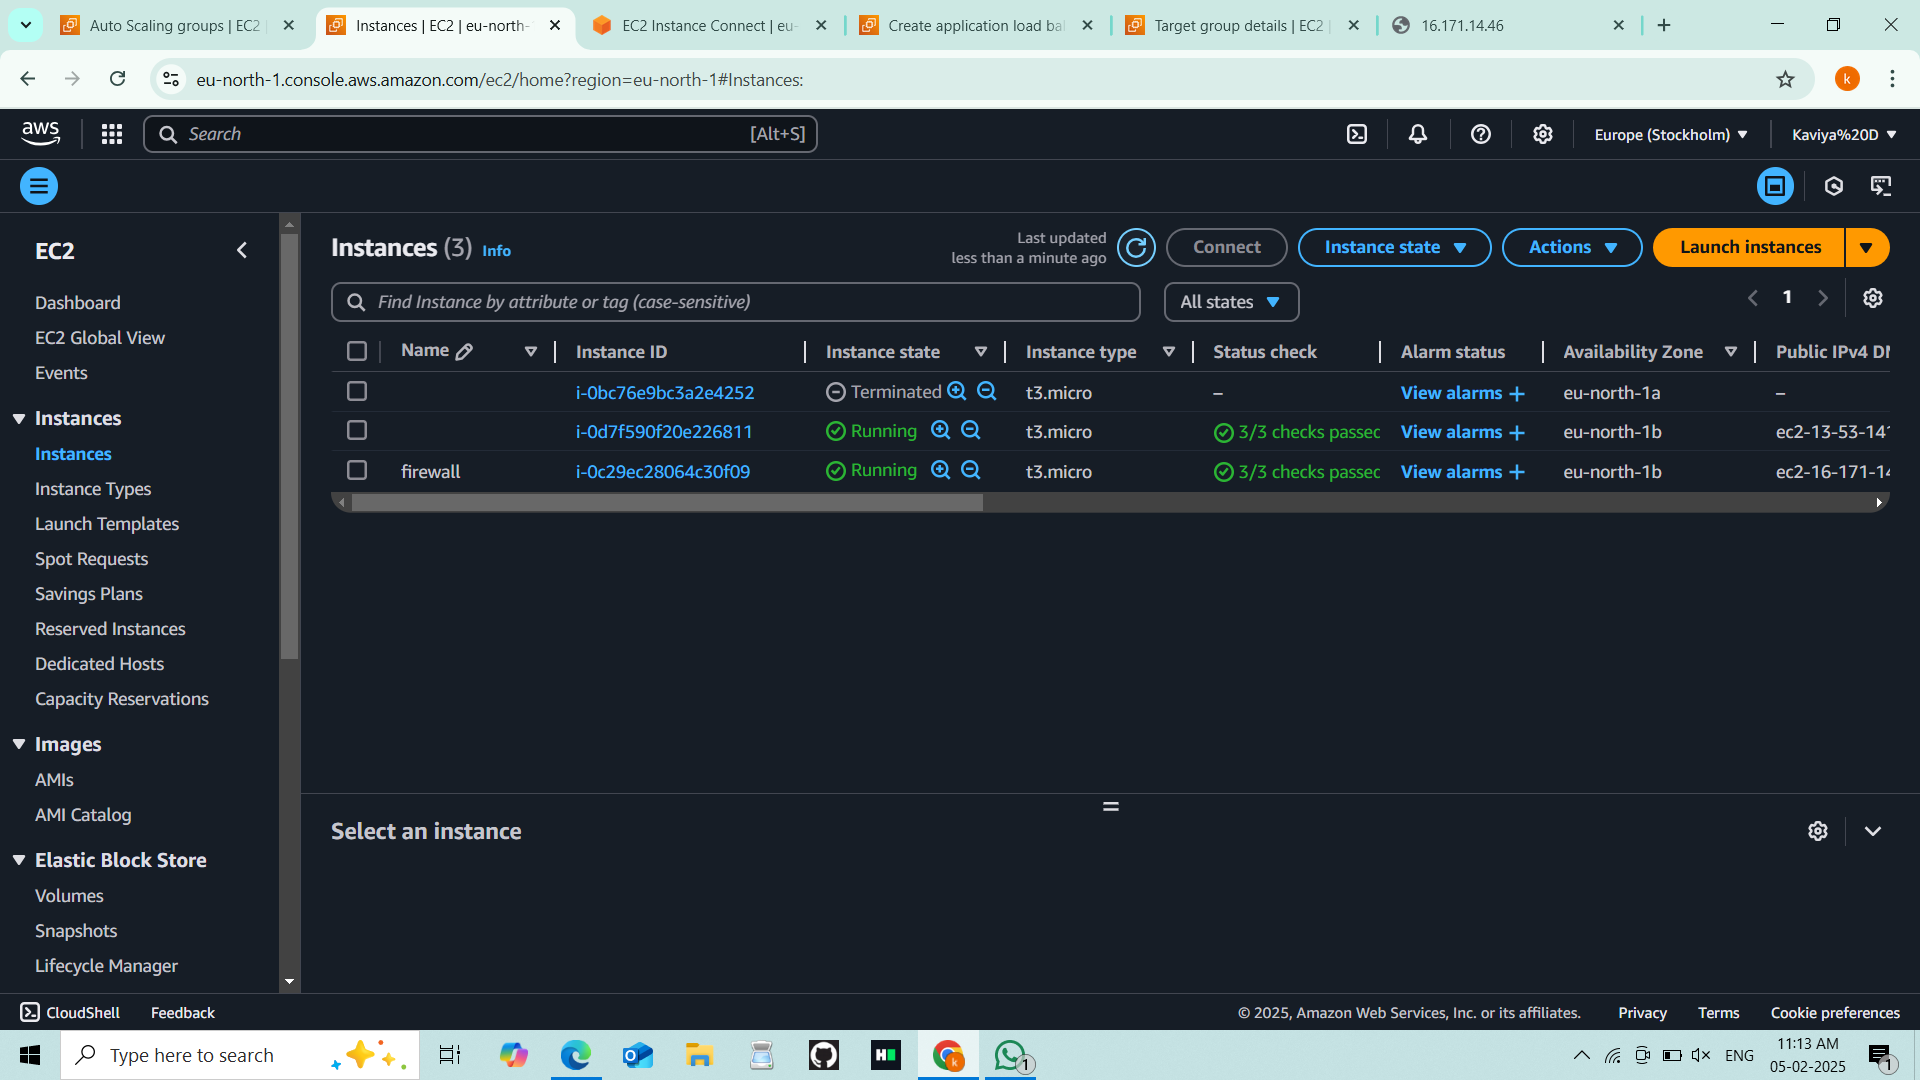 Auto Scaling groups | EC2
Instances | EC2 | eu-north-
EC2 Instance Connect | eu-
Create application load bal
Target group details | EC2
16.171.14.46
eu-north-1.console.aws.amazon.com/ec2/home?region=eu-north-1#Instances:
k
aws
Search
[Alt+S]
Europe (Stockholm)
Kaviya%20D
EC2
Dashboard
EC2 Global View
Events
Instances
Instances
Instance Types
Launch Templates
Spot Requests
Savings Plans
Reserved Instances
Dedicated Hosts
Capacity Reservations
Images
AMIs
AMI Catalog
Elastic Block Store
Volumes
Snapshots
Lifecycle Manager
Instances (3) Info
Last updated
less than a minute ago
Connect
Instance state
Actions
Launch instances
Find Instance by attribute or tag (case-sensitive)
All states
1
Name Instance ID Instance state Instance type Status check Alarm status Availability Zone Public IPv4 DN
i-0bc76e9bc3a2e4252 Terminated t3.micro – View alarms + eu-north-1a –
i-0d7f590f20e226811 Running t3.micro 3/3 checks passed View alarms + eu-north-1b ec2-13-53-141
firewall i-0c29ec28064c30f09 Running t3.micro 3/3 checks passed View alarms + eu-north-1b ec2-16-171-14
Select an instance
CloudShell
Feedback
© 2025, Amazon Web Services, Inc. or its affiliates.
Privacy
Terms
Cookie preferences
Type here to search
k
1
ENG
11:13 AM
05-02-2025
1